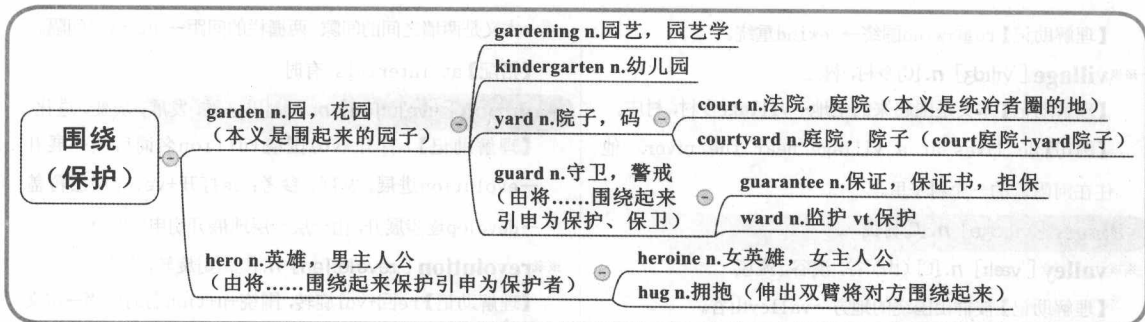 围绕
（保护）
garden n.园，花园
（本义是围起来的园子）
gardening n.园艺，园艺学
kindergarten n.幼儿园
yard n.院子，码
court n.法院，庭院（本义是统治者圈的地）
courtyard n.庭院，院子（court庭院+yard院子）
guard n.守卫，警戒
（由将……围绕起来
引申为保护、保卫）
guarantee n.保证，保证书，担保
ward n.监护 vt.保护
hero n.英雄，男主人公
（由将……围绕起来保护引申为保护者）
heroine n.女英雄，女主人公
hug n.拥抱（伸出双臂将对方围绕起来）